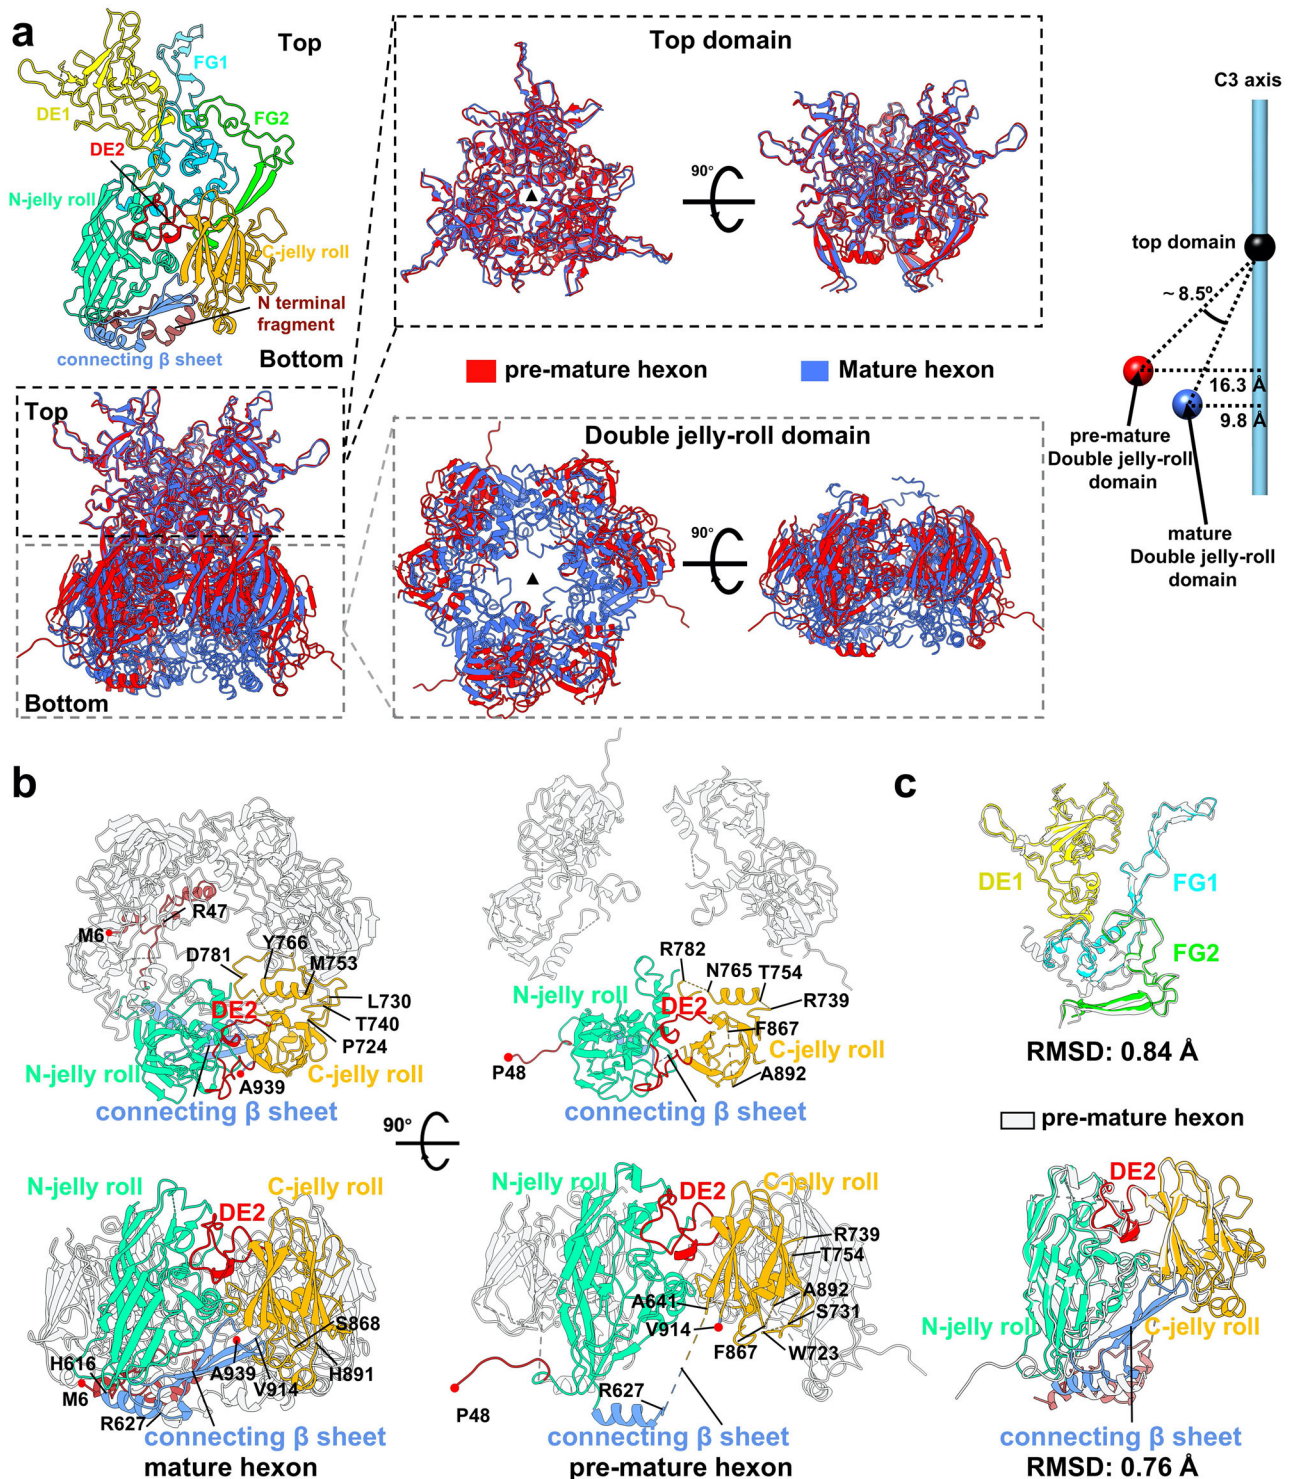 a
Top
FG1
DE1
FG2
DE2
N-jelly roll
C-jelly roll
N terminal
fragment
connecting β sheet
Bottom
Top
Bottom
Top domain
90°
pre-mature hexon
Mature hexon
Double jelly-roll domain
90°
C3 axis
top domain
~ 8.5°
16.3 Å
9.8 Å
pre-mature
Double jelly-roll
domain
mature
Double jelly-roll
domain
b
R47
M6
Y766
D781
M753
DE2
L730
T740
P724
N-jelly roll
A939
C-jelly roll
connecting β sheet
R782
N765
T754
N-jelly roll
DE2
R739
F867
C-jelly roll
P48
A892
connecting β sheet
90°
N-jelly roll
C-jelly roll
DE2
S868
H616
A939
H891
M6
V914
R627
connecting β sheet
mature hexon
N-jelly roll
C-jelly roll
DE2
R739
T754
A892
A641
S731
V914
F867
W723
R627
P48
connecting β sheet
pre-mature hexon
c
DE1
FG1
FG2
RMSD: 0.84 Å
pre-mature hexon
DE2
N-jelly roll
C-jelly roll
connecting β sheet
RMSD: 0.76 Å